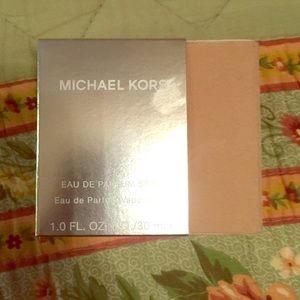 MICHAEL KORS
EAU DE PARFUM
Eau de Parfum
1.0 FL. OZ.